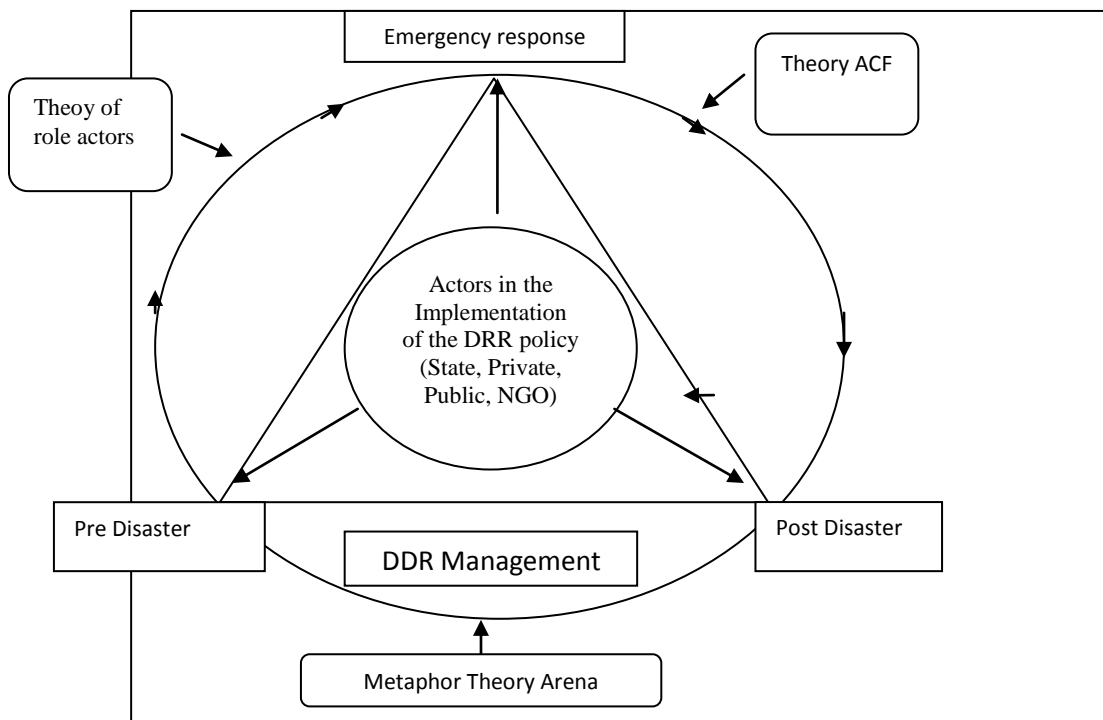 Emergency response
Theory ACF
Theoy of
role actors
Actors in the
Implementation
of the DRR policy
(State, Private,
Public, NGO)
Pre Disaster
Post Disaster
DDR Management
Metaphor Theory Arena